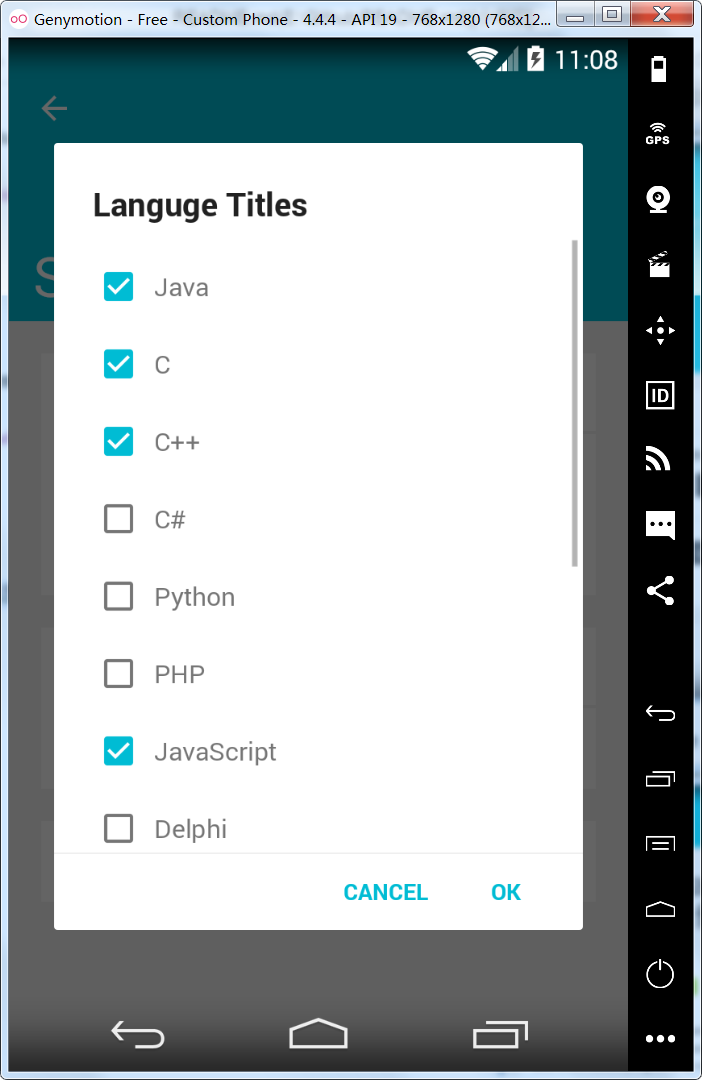 Genymotion - Free - Custom Phone - 4.4.4 - API 19 - 768x1280 (768x12...
11:08
GPS
Languge Titles
Java
C
C++
C#
ID
Python
PHP
JavaScript
Delphi
CANCEL OK